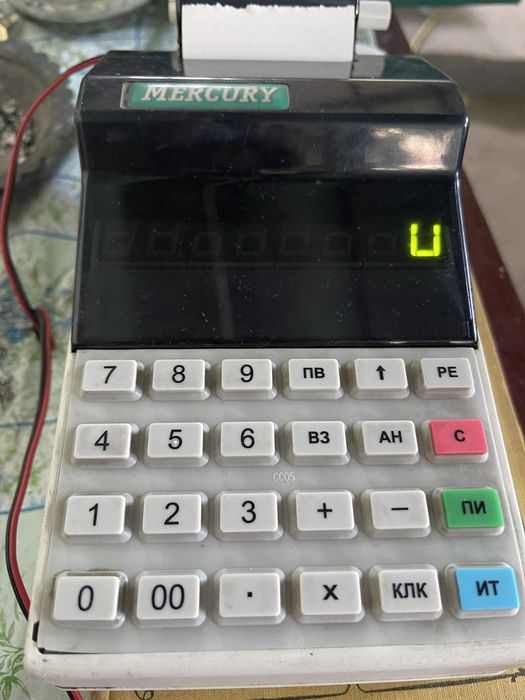 MERCURY
U
7 8 9 ПВ ↑ РЕ
4 5 6 ВЗ АН С
СС05
1 2 3 + − ПИ
0 00 . X КЛК ИТ